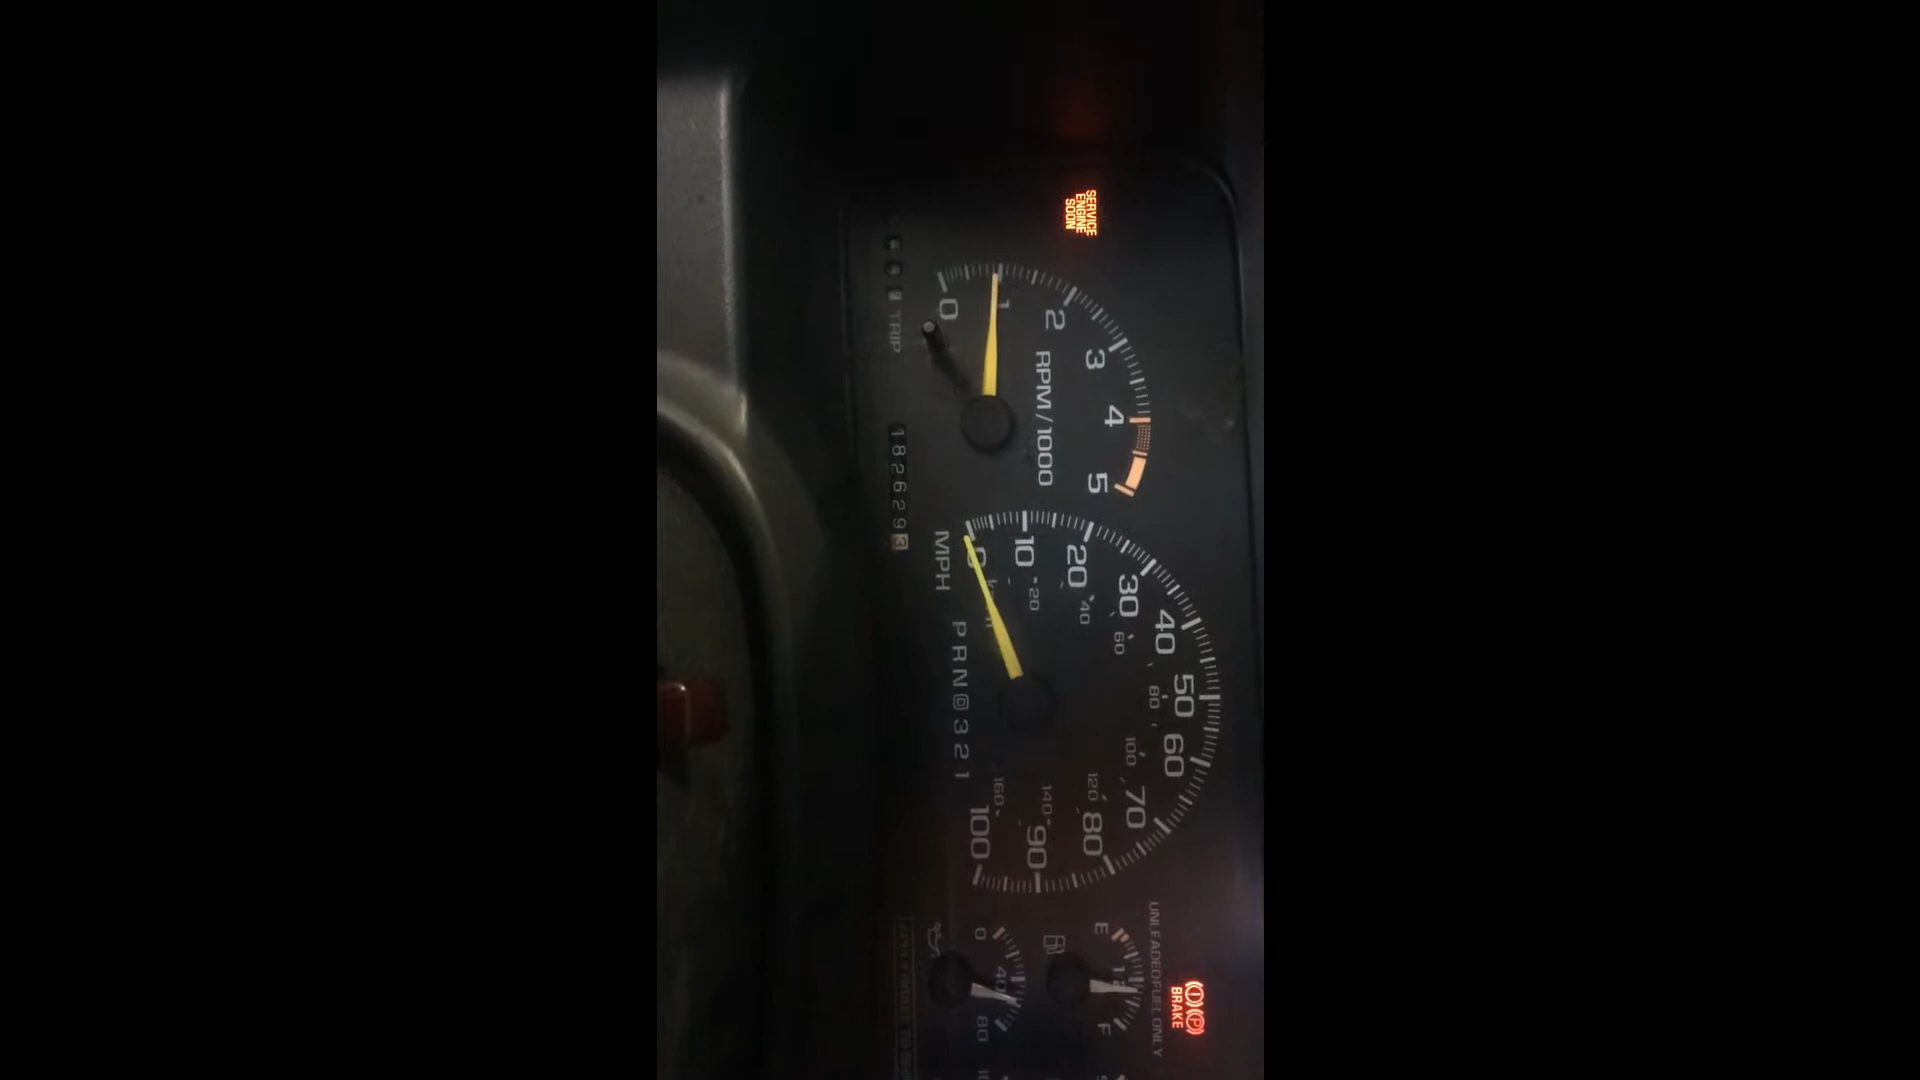 SERVICE
ENGINE
SOON
0 1 2 3 4 5
RPM/1000
TRIP
182629 3
0 10 20 30 40 50 60 70 80 90 100
20 40 60 80 100 120 140 160
MPH
P R N D 3 2 1
UNLEADED FUEL ONLY
E F
0 40 80
BRAKE